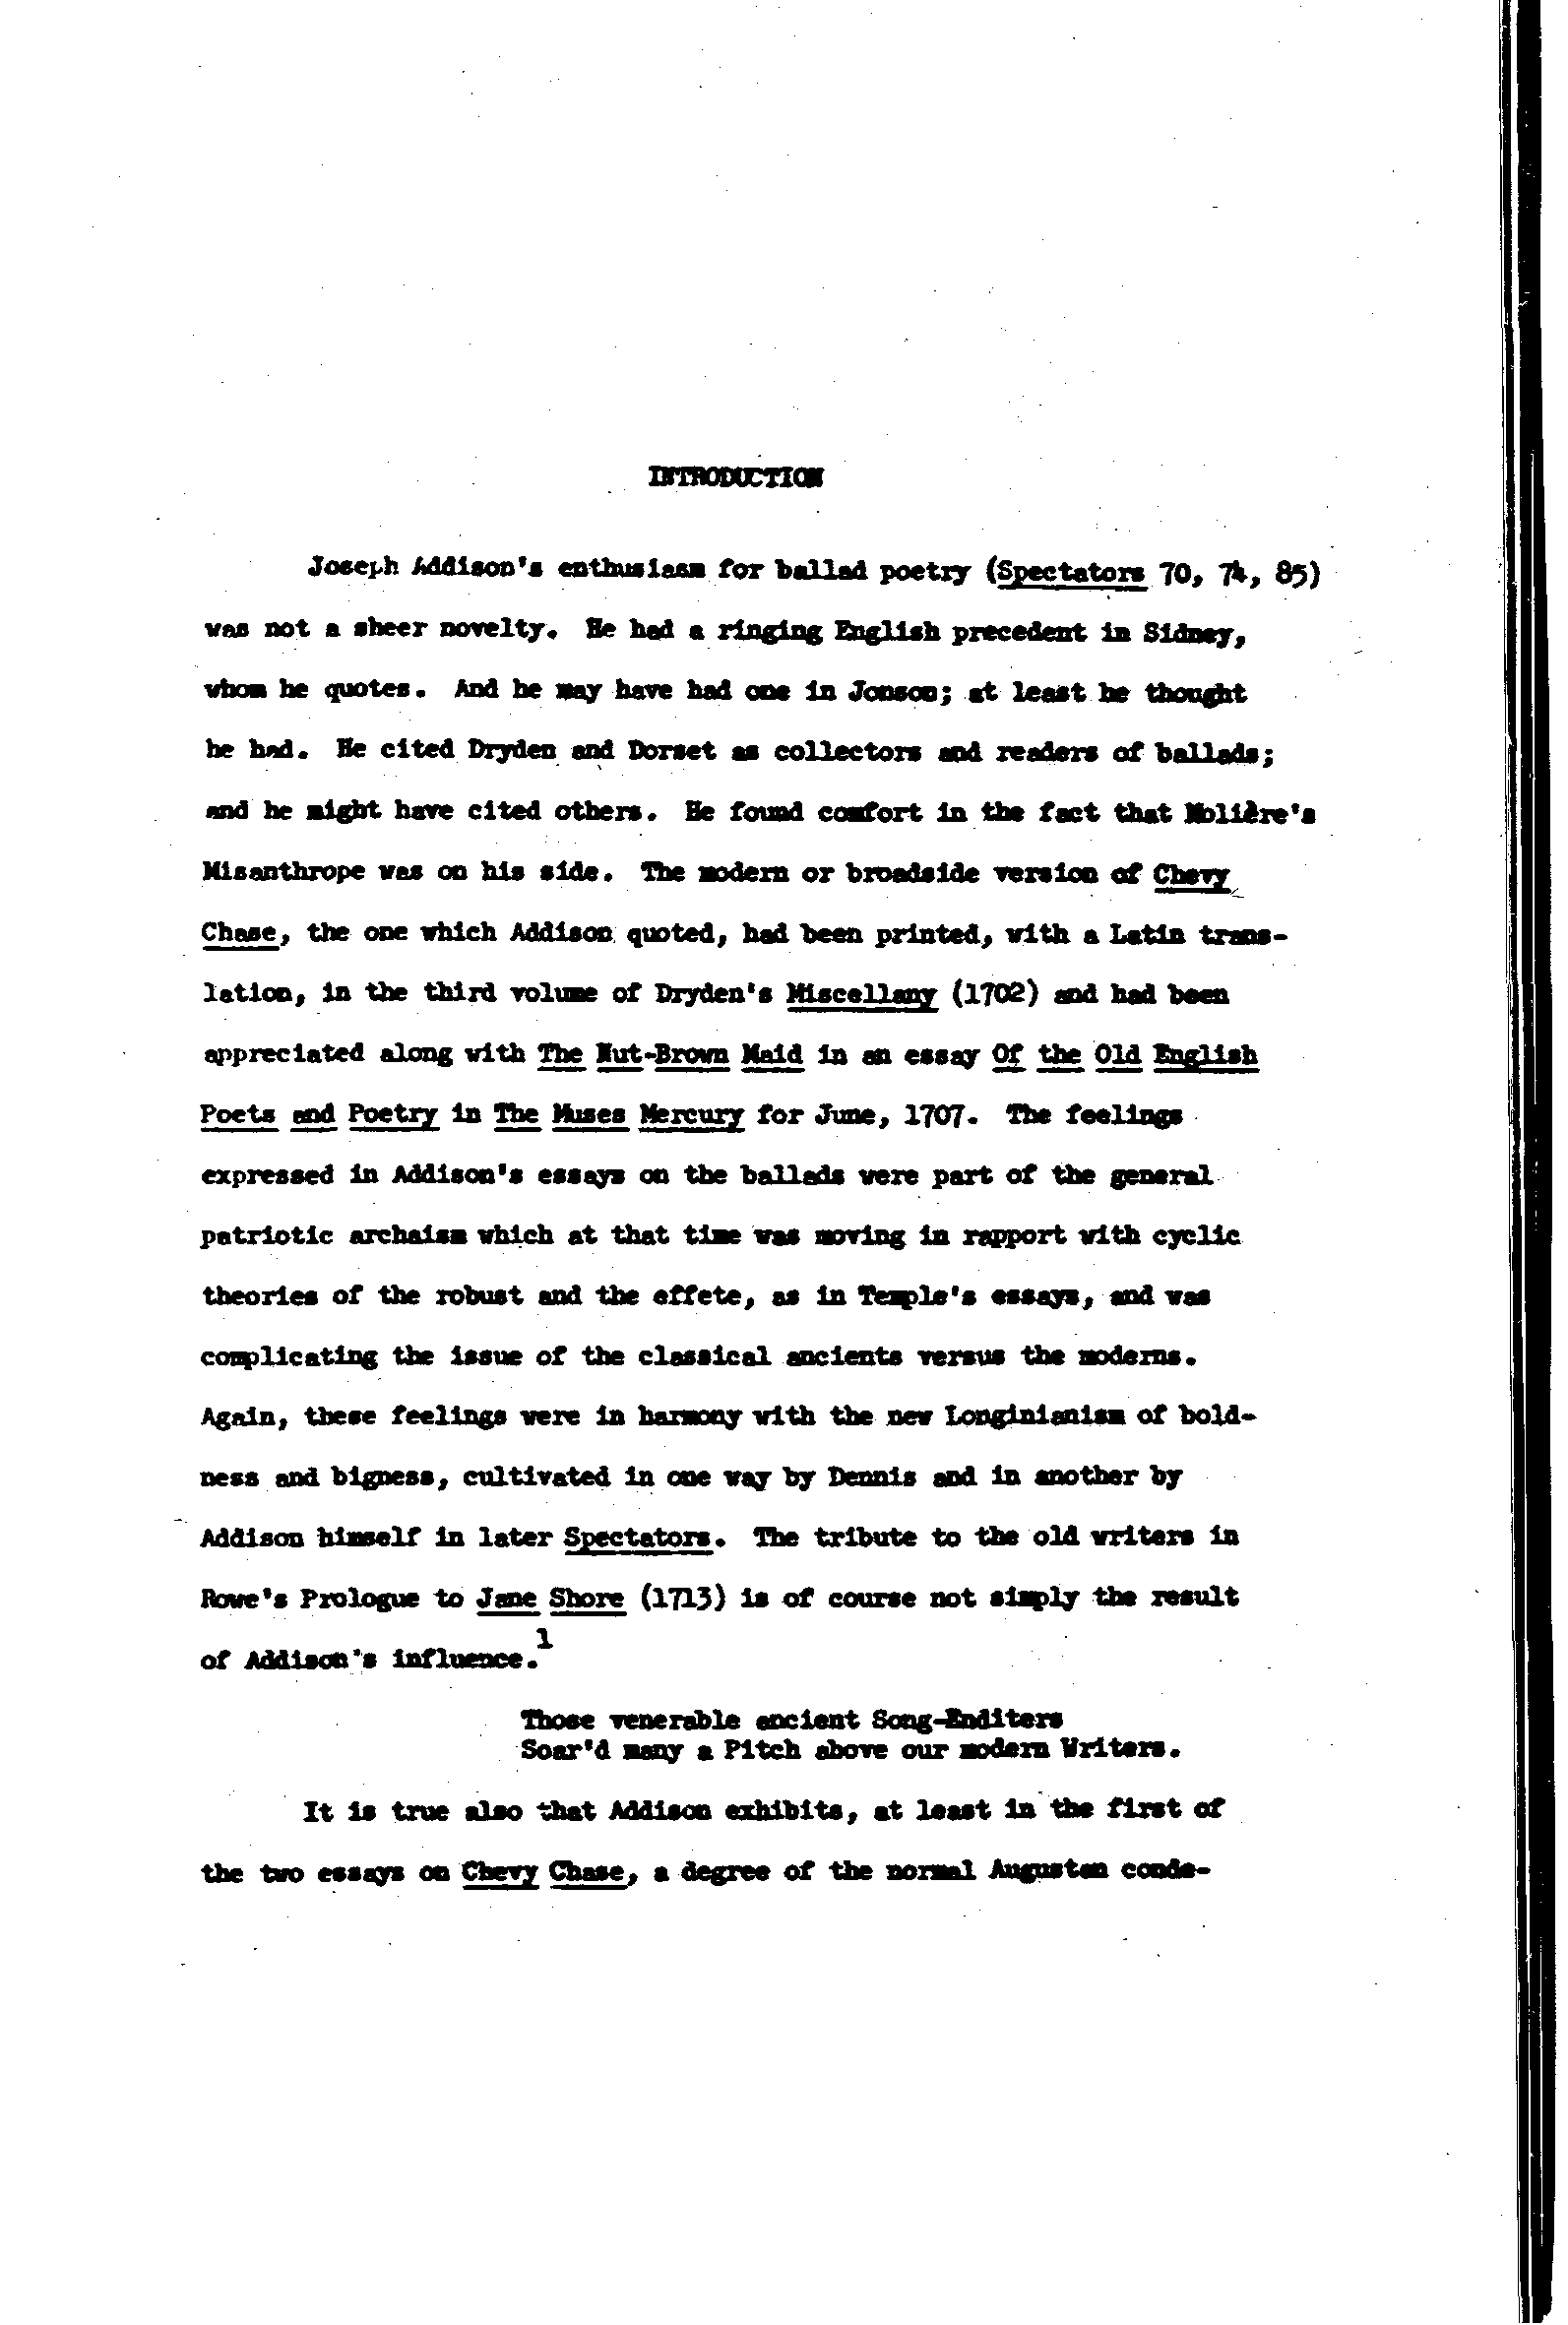 INTRODUCTION
Joseph Addison's enthusiasm for ballad poetry (Spectators 70, 74, 85)
was not a sheer novelty. He had a ringing English precedent in Sidney,
whom he quotes. And he may have had one in Jonson; at least he thought
he had. He cited Dryden and Dorset as collectors and readers of ballads;
and he might have cited others. He found comfort in the fact that Molière's
Misanthrope was on his side. The modern or broadside version of Chevy
Chase, the one which Addison quoted, had been printed, with a Latin trans-
lation, in the third volume of Dryden's Miscellany (1702) and had been
appreciated along with The Nut-Brown Maid in an essay Of the Old English
Poets and Poetry in The Muses Mercury for June, 1707. The feelings
expressed in Addison's essays on the ballads were part of the general
patriotic archaism which at that time was moving in rapport with cyclic
theories of the robust and the effete, as in Temple's essays, and was
complicating the issue of the classical ancients versus the moderns.
Again, these feelings were in harmony with the new Longinianism of bold-
ness and bigness, cultivated in one way by Dennis and in another by
Addison himself in later Spectators. The tribute to the old writers in
Rowe's Prologue to Jane Shore (1713) is of course not simply the result
of Addison's influence.1
Those venerable ancient Song-Enditers
Soar'd many a Pitch above our modern Writers.
It is true also that Addison exhibits, at least in the first of
the two essays on Chevy Chase, a degree of the normal Augustan conde-